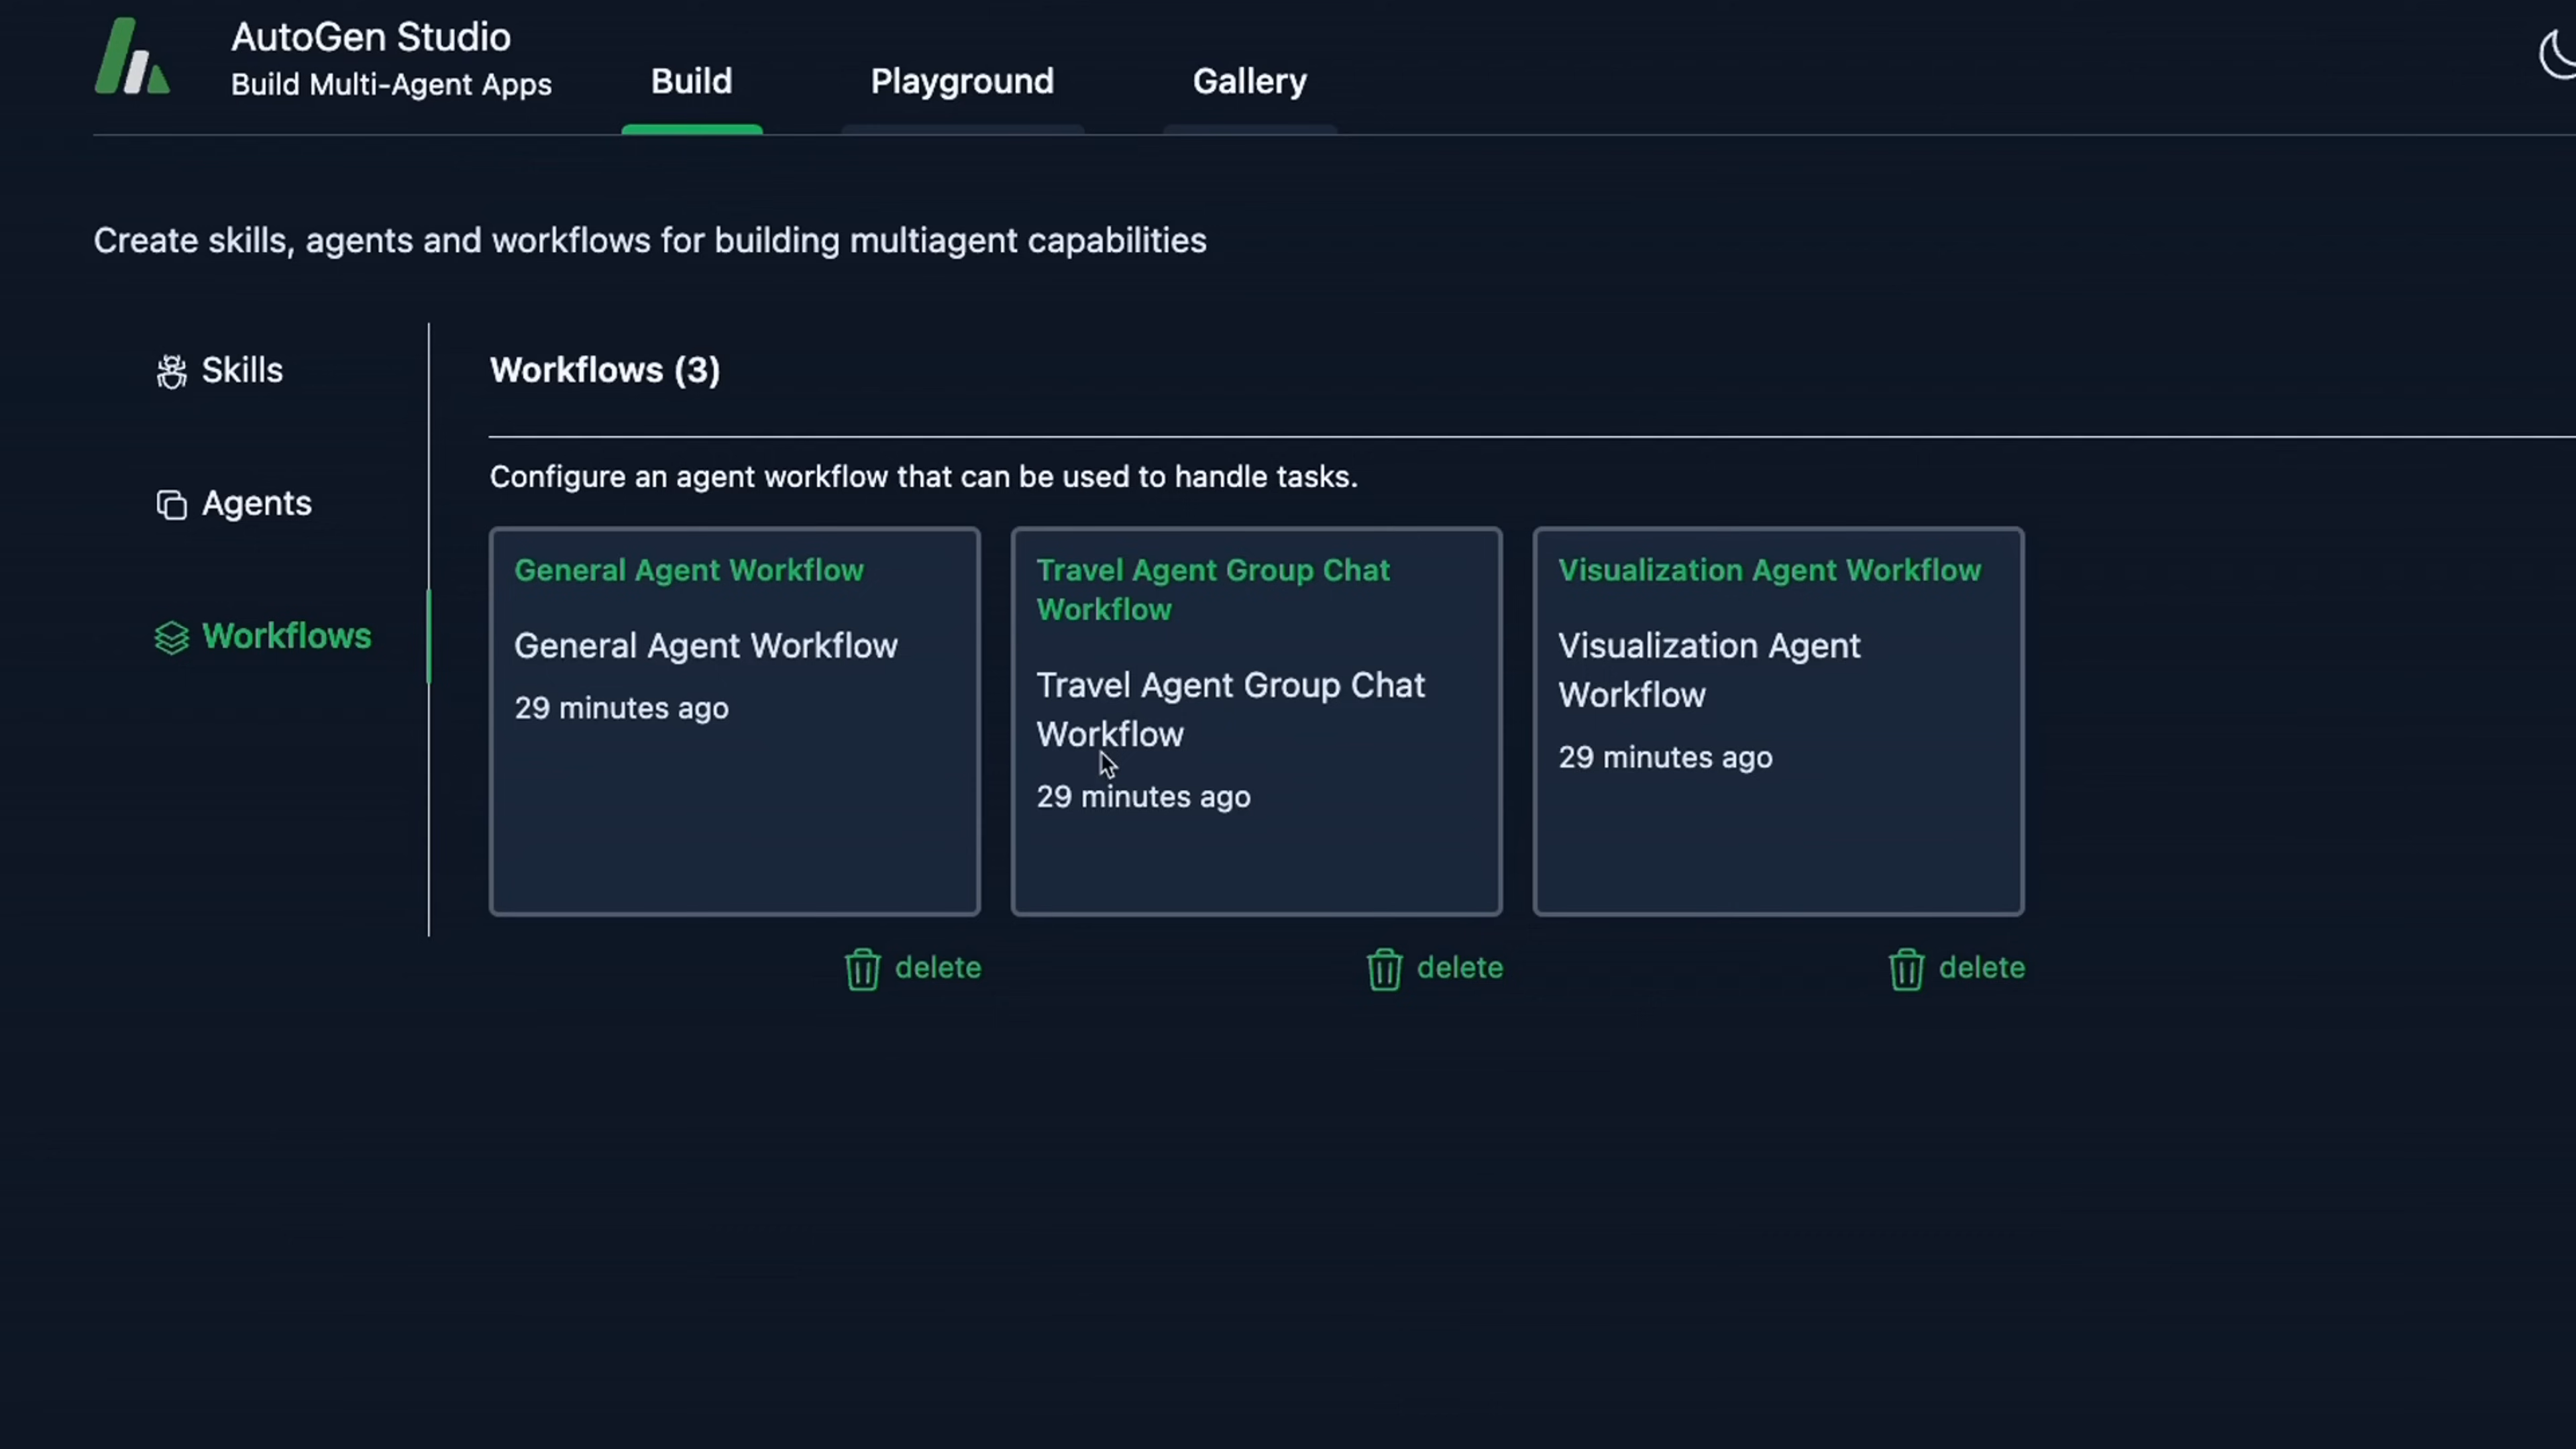 AutoGen Studio
Build Multi-Agent Apps
Build
Playground
Gallery
Create skills, agents and workflows for building multiagent capabilities
Skills
Agents
Workflows
Workflows (3)
Configure an agent workflow that can be used to handle tasks.
General Agent Workflow
General Agent Workflow
29 minutes ago
delete
Travel Agent Group Chat
Workflow
Travel Agent Group Chat
Workflow
29 minutes ago
delete
Visualization Agent Workflow
Visualization Agent
Workflow
29 minutes ago
delete